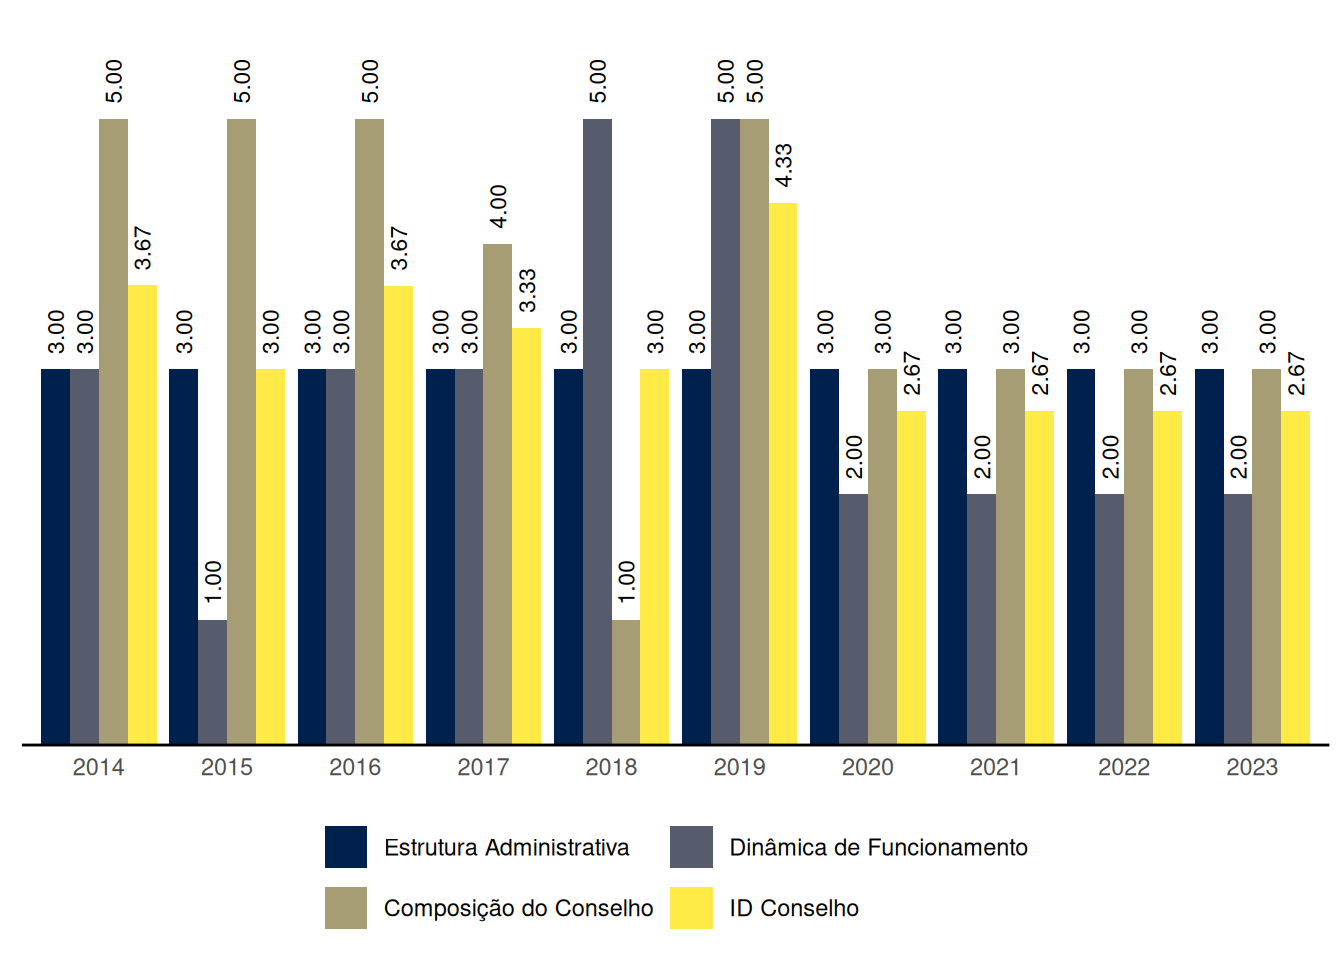 3.00 3.00 5.00 3.67
3.00 1.00 5.00 3.00
3.00 3.00 5.00 3.67
3.00 3.00 4.00 3.33
3.00 5.00 1.00 3.00
3.00 5.00 5.00 4.33
3.00 2.00 3.00 2.67
3.00 2.00 3.00 2.67
3.00 2.00 3.00 2.67
3.00 2.00 3.00 2.67
2014 2015 2016 2017 2018 2019 2020 2021 2022 2023
Estrutura Administrativa Dinâmica de Funcionamento
Composição do Conselho ID Conselho